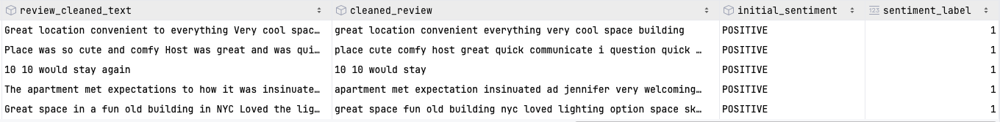 review_cleaned_text cleaned_review initial_sentiment 123 sentiment_label
Great location convenient to everything Very cool spac… great location convenient everything very cool space building POSITIVE 1
Place was so cute and comfy Host was great and was qui… place cute comfy host great quick communicate i question quick … POSITIVE 1
10 10 would stay again 10 10 would stay POSITIVE 1
The apartment met expectations to how it was insinuate… apartment met expectation insinuated ad jennifer very welcoming… POSITIVE 1
Great space in a fun old building in NYC Loved the lig… great space fun old building nyc loved lighting option space sk… POSITIVE 1